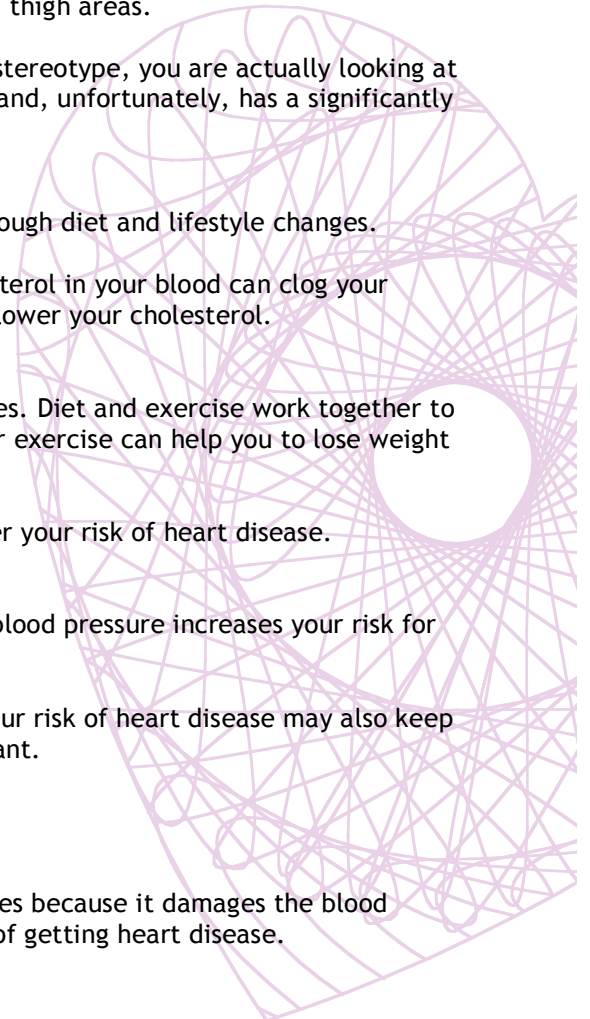 thigh areas.
stereotype, you are actually looking at
and, unfortunately, has a significantly
ough diet and lifestyle changes.
terol in your blood can clog your
lower your cholesterol.
es. Diet and exercise work together to
r exercise can help you to lose weight
er your risk of heart disease.
blood pressure increases your risk for
ur risk of heart disease may also keep
ant.
es because it damages the blood
of getting heart disease.